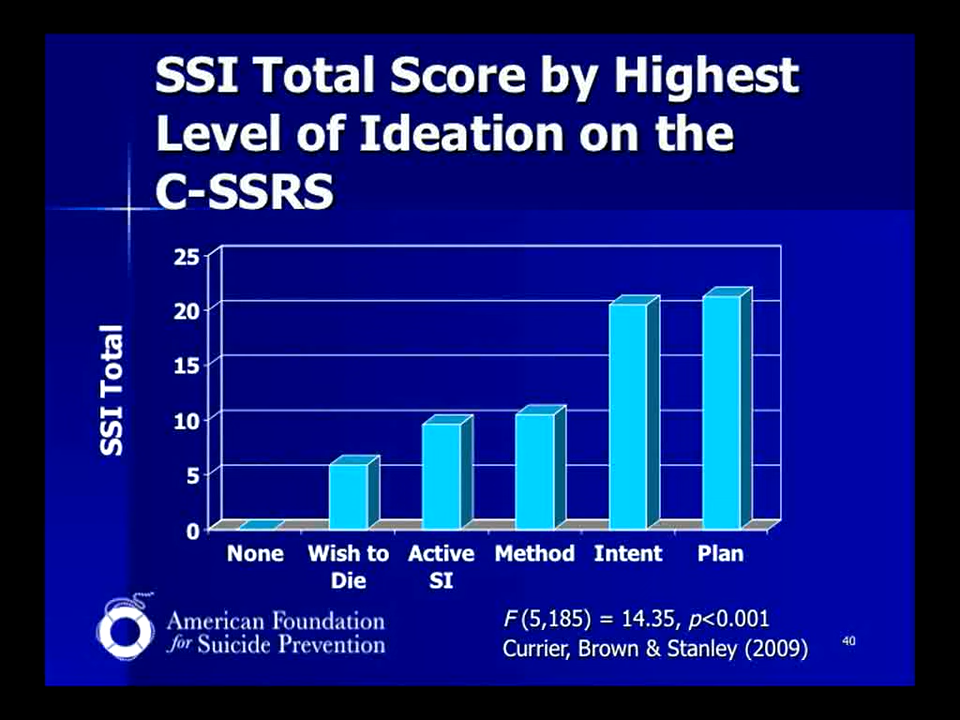 SSI Total Score by Highest
Level of Ideation on the
C-SSRS
25
20
15
10
5
0
SSI Total
None
Wish to
Die
Active
SI
Method
Intent
Plan
American Foundation
for Suicide Prevention
F (5,185) = 14.35, p<0.001
Currier, Brown & Stanley (2009)
40